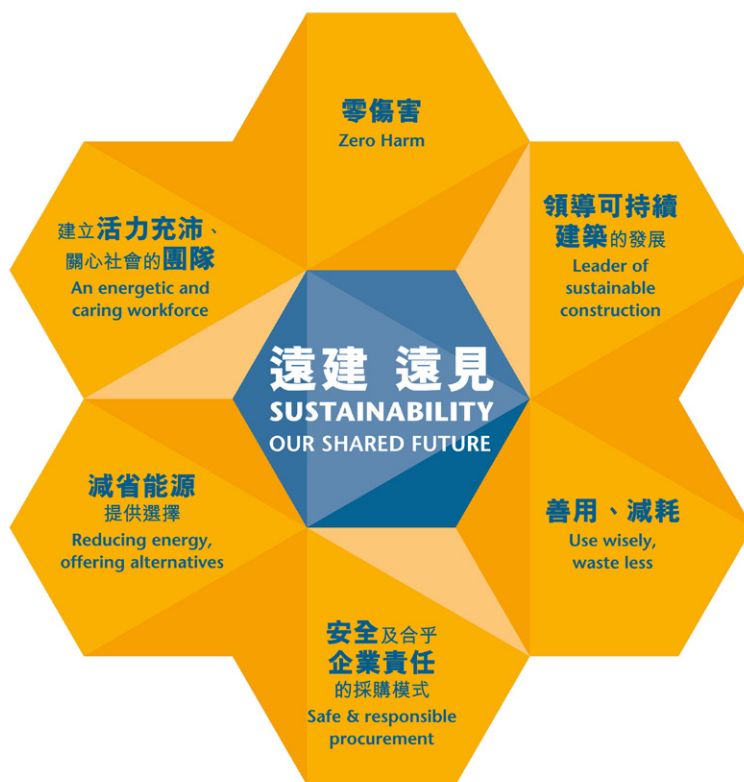 零傷害
Zero Harm
建立活力充沛、
關心社會的團隊
An energetic and
caring workforce
領導可持續
建築的發展
Leader of
sustainable
construction
遠建 遠見
SUSTAINABILITY
OUR SHARED FUTURE
減省能源
提供選擇
Reducing energy,
offering alternatives
善用、減耗
Use wisely,
waste less
安全及合乎
企業責任
的採購模式
Safe & responsible
procurement